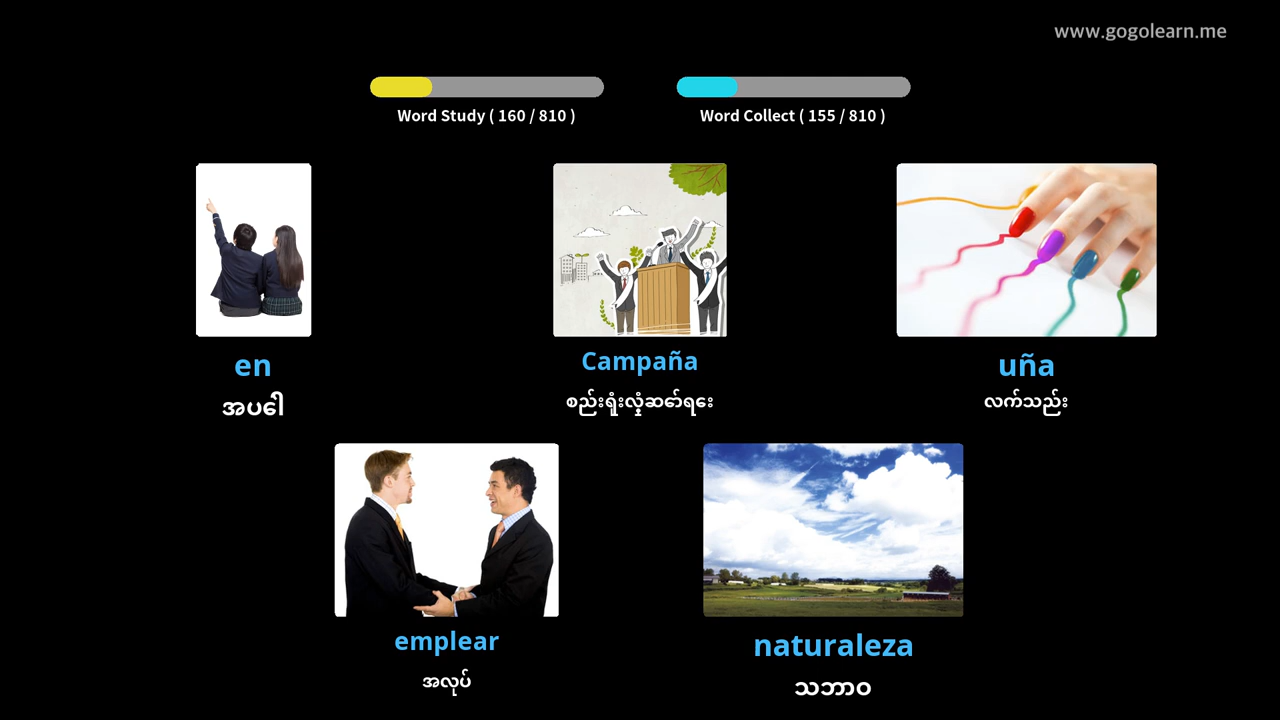 www.gogolearn.me
Word Study ( 160 / 810 )
Word Collect ( 155 / 810 )
en
အပေါ်
Campaña
စည်းရုံးလှုံ့ဆော်ရေး
uña
လက်သည်း
emplear
အလုပ်
naturaleza
သဘာဝ